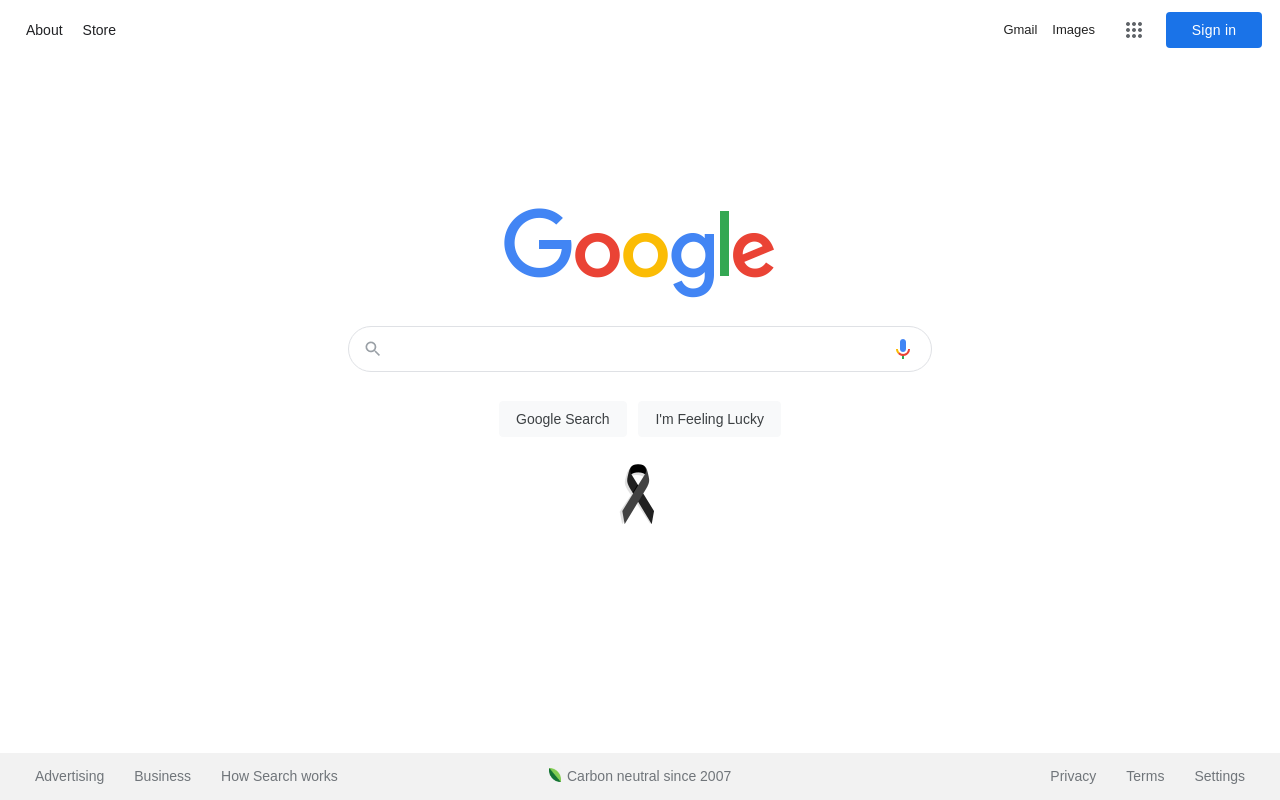 About Store Gmail Images Sign in
Google
Google Search I'm Feeling Lucky
Advertising Business How Search works Carbon neutral since 2007 Privacy Terms Settings